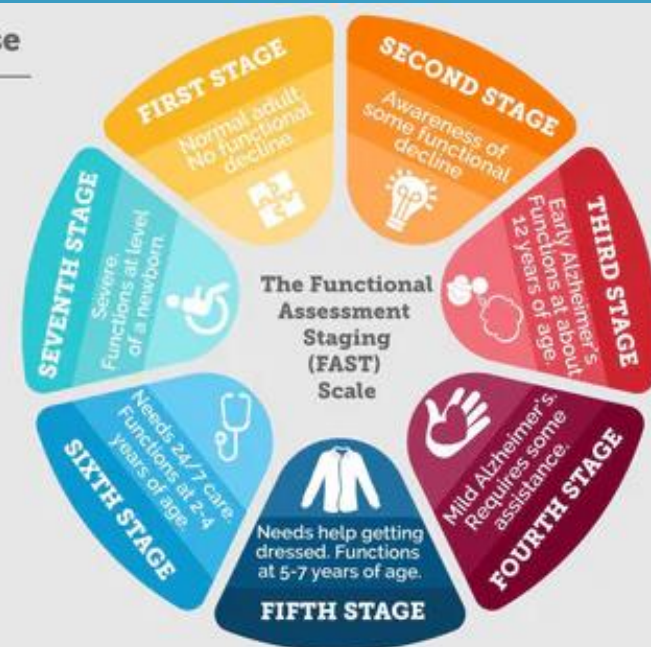 The Functional
Assessment
Staging
(FAST)
Scale
FIRST STAGE
Normal adult
No functional
decline
SECOND STAGE
Awareness of
some functional
decline
THIRD STAGE
Early Alzheimer's
Functions at about
12 years of age.
FOURTH STAGE
Mild Alzheimer's.
Requires some
assistance.
Needs help getting
dressed. Functions
at 5-7 years of age.
FIFTH STAGE
SIXTH STAGE
Needs 24/7 care.
Functions at 2-4
years of age.
SEVENTH STAGE
Severe.
Functions at level
of a newborn.